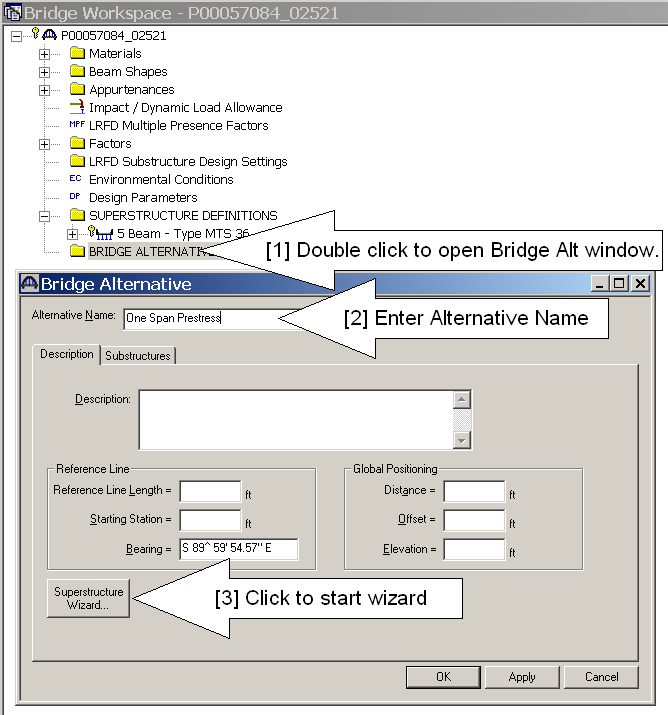 Bridge Workspace - P00057084_02521
P00057084_02521
Materials
Beam Shapes
Appurtenances
Impact / Dynamic Load Allowance
MPF LRFD Multiple Presence Factors
Factors
LRFD Substructure Design Settings
EC Environmental Conditions
DP Design Parameters
SUPERSTRUCTURE DEFINITIONS
5 Beam - Type MTS 36
BRIDGE ALTERNATIV
[1] Double click to open Bridge Alt window.
Bridge Alternative
Alternative Name: One Span Prestress
[2] Enter Alternative Name
Description Substructures
Description:
Reference Line Global Positioning
Reference Line Length = ft Distance = ft
Starting Station = ft Offset = ft
Bearing = S 89^ 59' 54.57'' E Elevation = ft
Superstructure
Wizard...
[3] Click to start wizard
OK Apply Cancel